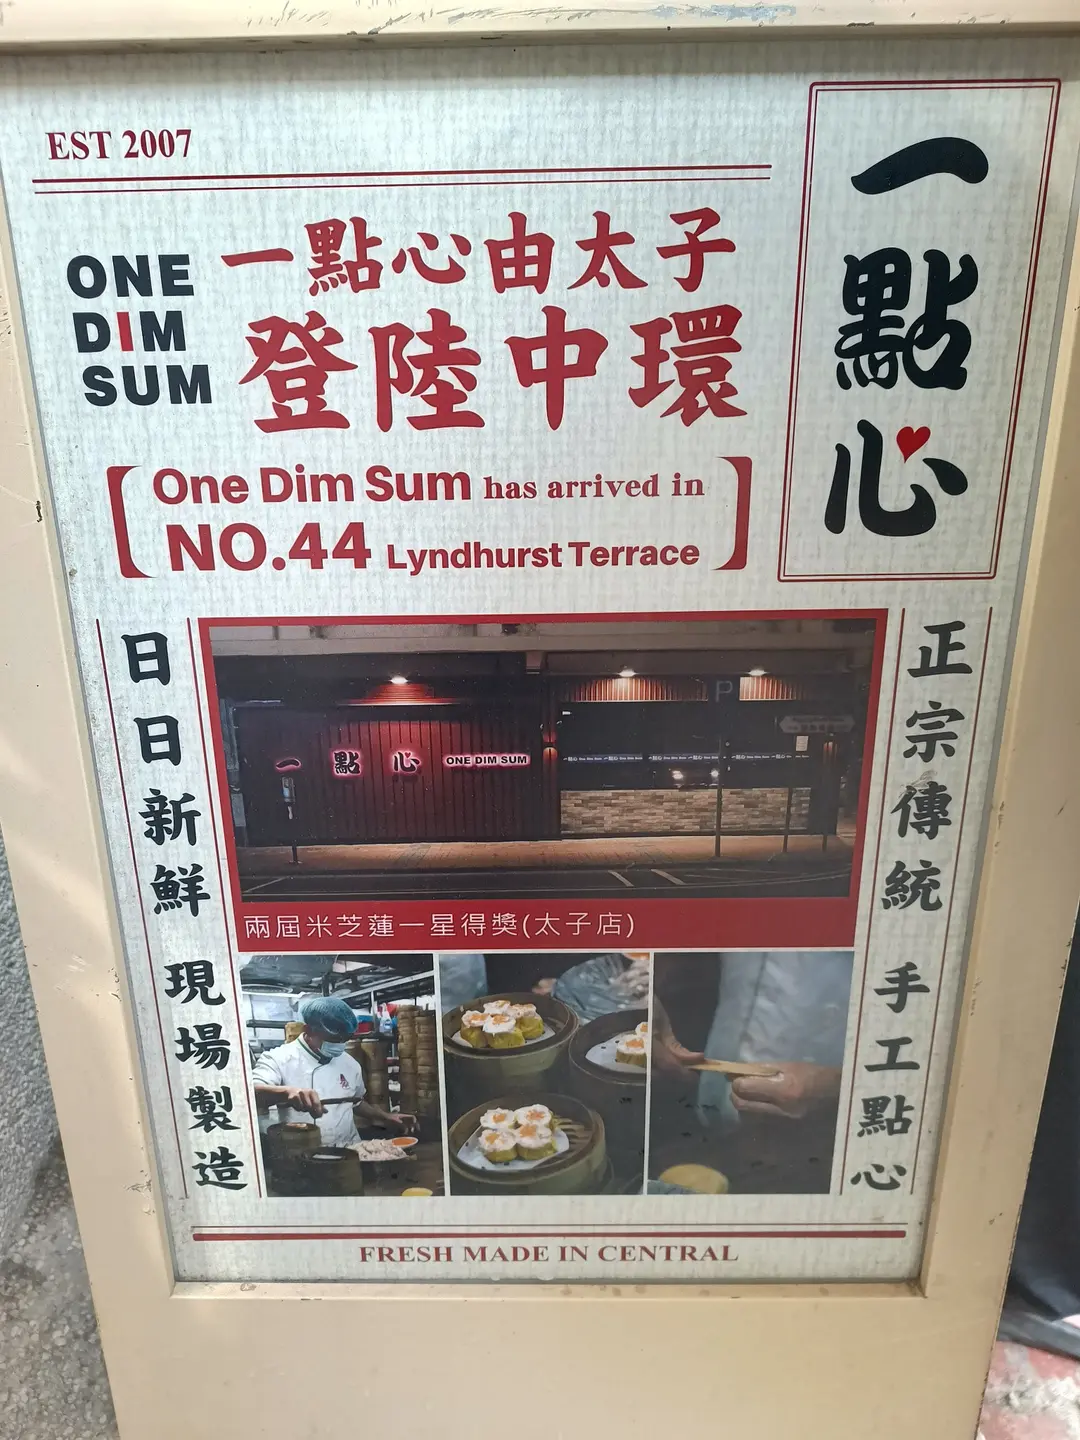 EST 2007
一點心
ONE
DIM
SUM
一點心由太子
登陸中環
One Dim Sum has arrived in
NO.44 Lyndhurst Terrace
正宗傳統 手工點心
日日新鮮 現場製造
一點心 ONE DIM SUM
P
兩屆米芝蓮一星得獎(太子店)
FRESH MADE IN CENTRAL